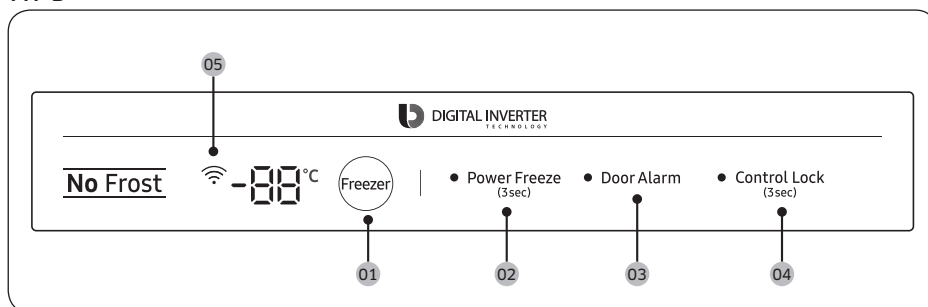 05
DIGITAL INVERTER
TECHNOLOGY
No Frost
-88°C
Freezer
• Power Freeze
(3sec)
• Door Alarm
• Control Lock
(3sec)
01
02
03
04